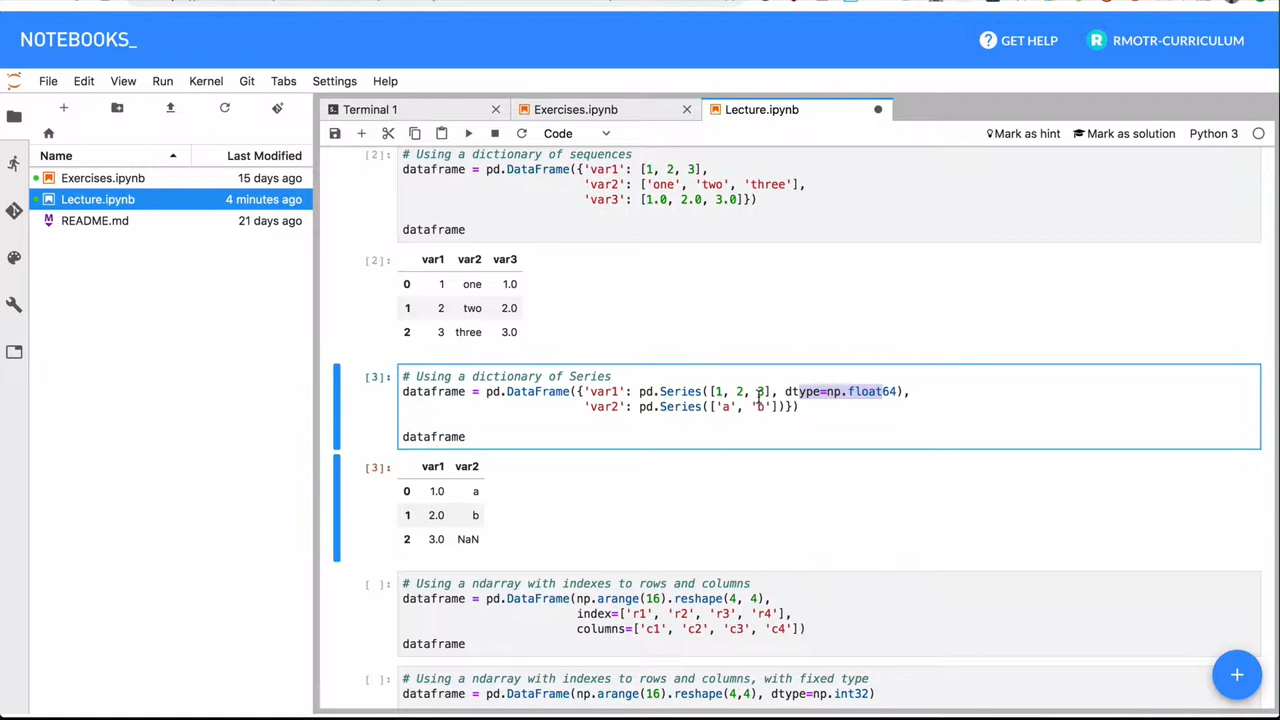 NOTEBOOKS_
GET HELP
R RMOTR-CURRICULUM
File Edit View Run Kernel Git Tabs Settings Help
Name Last Modified
Exercises.ipynb 15 days ago
Lecture.ipynb 4 minutes ago
README.md 21 days ago
Terminal 1
Exercises.ipynb
Lecture.ipynb
Code
Mark as hint
Mark as solution
Python 3
[2]: # Using a dictionary of sequences
dataframe = pd.DataFrame({'var1': [1, 2, 3],
'var2': ['one', 'two', 'three'],
'var3': [1.0, 2.0, 3.0]})
dataframe
[2]: var1 var2 var3
0 1 one 1.0
1 2 two 2.0
2 3 three 3.0
[3]: # Using a dictionary of Series
dataframe = pd.DataFrame({'var1': pd.Series([1, 2, 3], dtype=np.float64),
'var2': pd.Series(['a', 'b'])})
dataframe
[3]: var1 var2
0 1.0 a
1 2.0 b
2 3.0 NaN
[ ]: # Using a ndarray with indexes to rows and columns
dataframe = pd.DataFrame(np.arange(16).reshape(4, 4),
index=['r1', 'r2', 'r3', 'r4'],
columns=['c1', 'c2', 'c3', 'c4'])
dataframe
[ ]: # Using a ndarray with indexes to rows and columns, with fixed type
dataframe = pd.DataFrame(np.arange(16).reshape(4,4), dtype=np.int32)